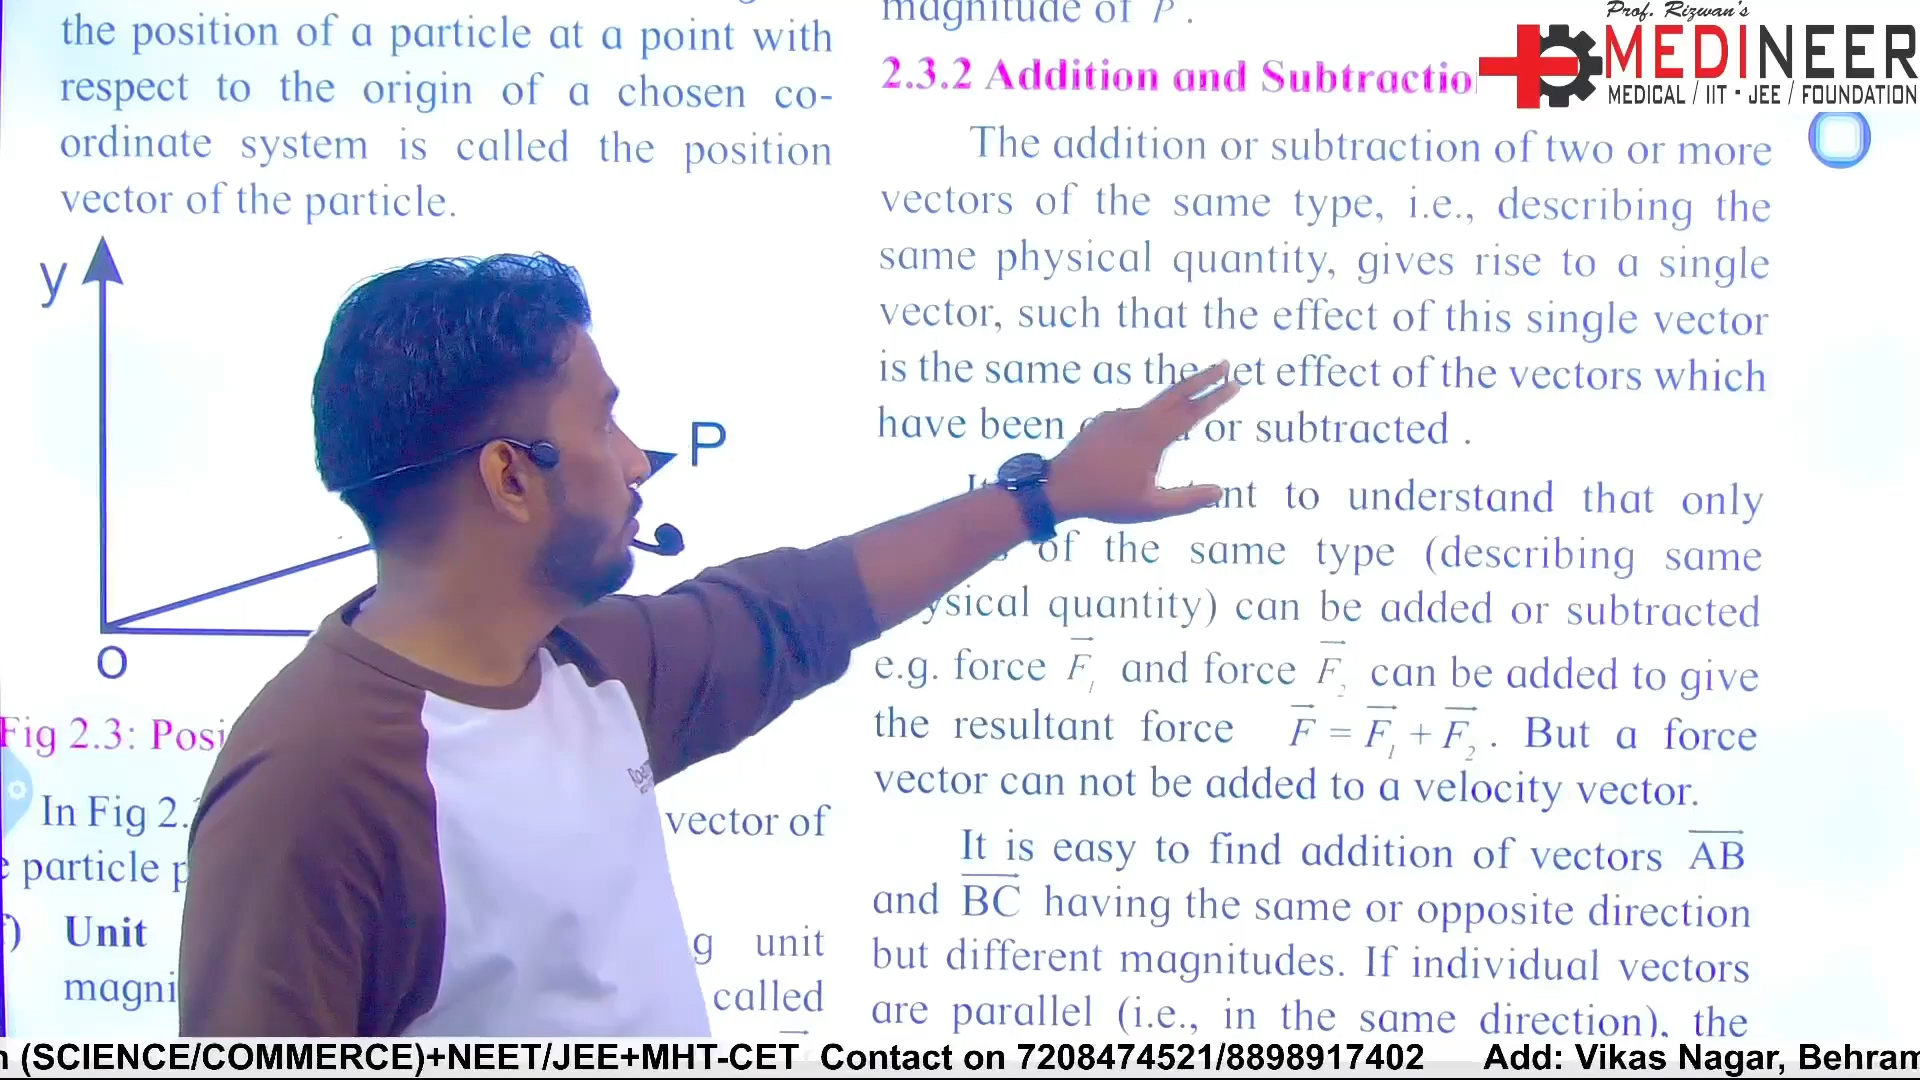 the position of a particle at a point with
respect to the origin of a chosen co-
ordinate system is called the position
vector of the particle.
y
P
O
Fig 2.3: Posi
In Fig 2.
vector of
particle p
Unit
g unit
magni
called
magnitude of P .
2.3.2 Addition and Subtractio
The addition or subtraction of two or more
vectors of the same type, i.e., describing the
same physical quantity, gives rise to a single
vector, such that the effect of this single vector
is the same as the net effect of the vectors which
have been or subtracted .
to understand that only
of the same type (describing same
ysical quantity) can be added or subtracted
e.g. force F⃗₁ and force F⃗₂ can be added to give
the resultant force F⃗ = F⃗₁ + F⃗₂ . But a force
vector can not be added to a velocity vector.
It is easy to find addition of vectors A͞B
and B͞C having the same or opposite direction
but different magnitudes. If individual vectors
are parallel (i.e., in the same direction), the
Prof. Rizwan's
MEDINEER
MEDICAL / IIT - JEE / FOUNDATION
n (SCIENCE/COMMERCE)+NEET/JEE+MHT-CET Contact on 7208474521/8898917402 Add: Vikas Nagar, Behram